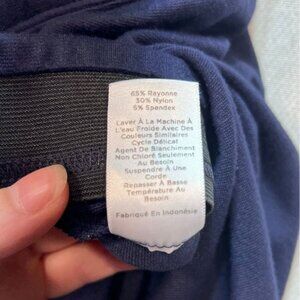 65% Rayonne
30% Nylon
5% Spandex
Laver À La Machine À
L'eau Froide Avec Des
Couleurs Similaires
Cycle Délicat
Agent De Blanchiment
Non Chloré Seulement
Au Besoin
Suspendre À Une
Corde
Repasser À Basse
Température Au
Besoin
Fabriqué En Indonésie